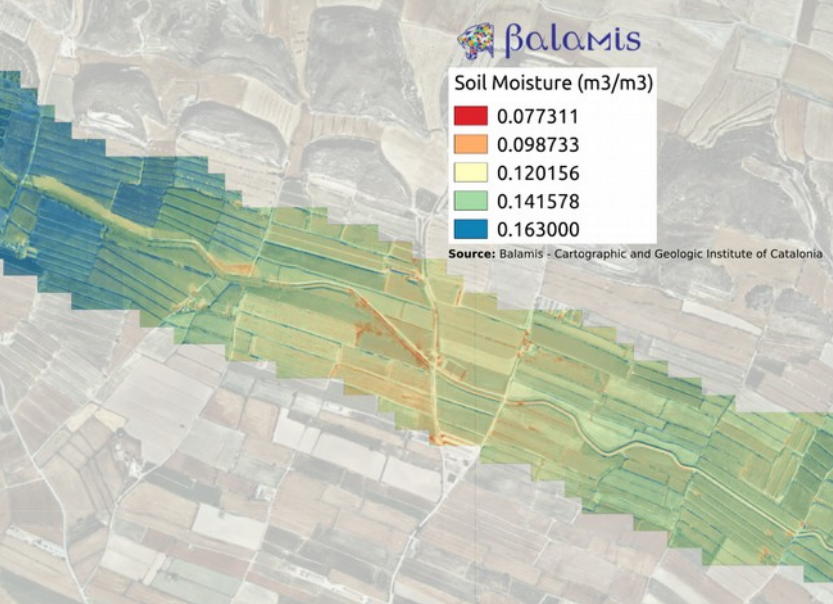 βalamis
Soil Moisture (m3/m3)
0.077311
0.098733
0.120156
0.141578
0.163000
Source: Balamis - Cartographic and Geologic Institute of Catalonia